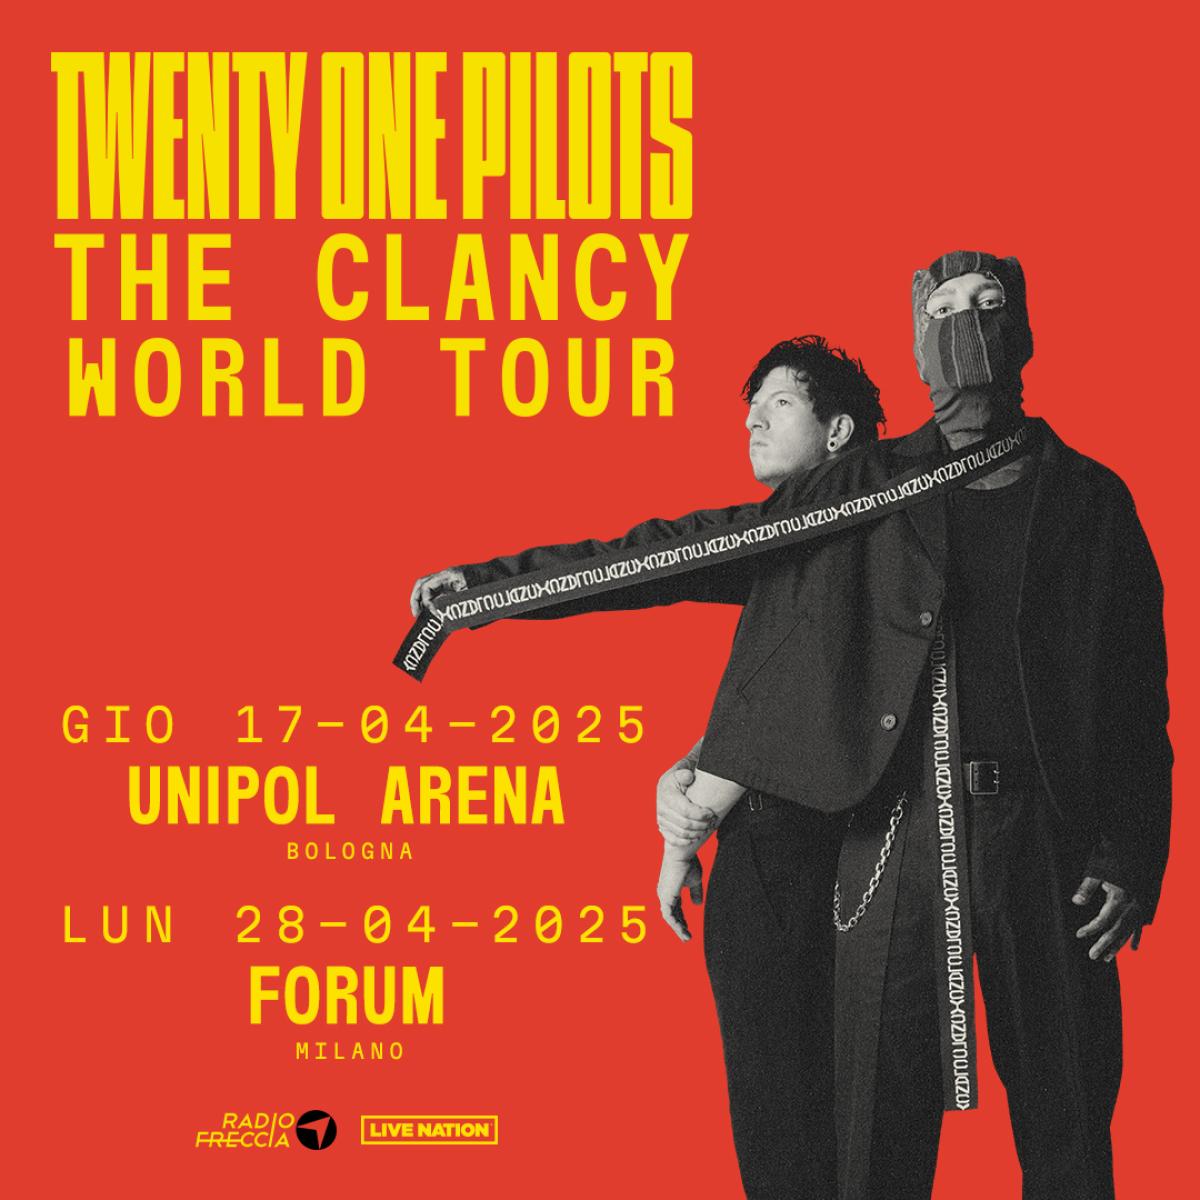 TWENTY ONE PILOTS
THE CLANCY
WORLD TOUR
GIO 17-04-2025
UNIPOL ARENA
BOLOGNA
LUN 28-04-2025
FORUM
MILANO
RADIO
FRECCIA
LIVE NATION